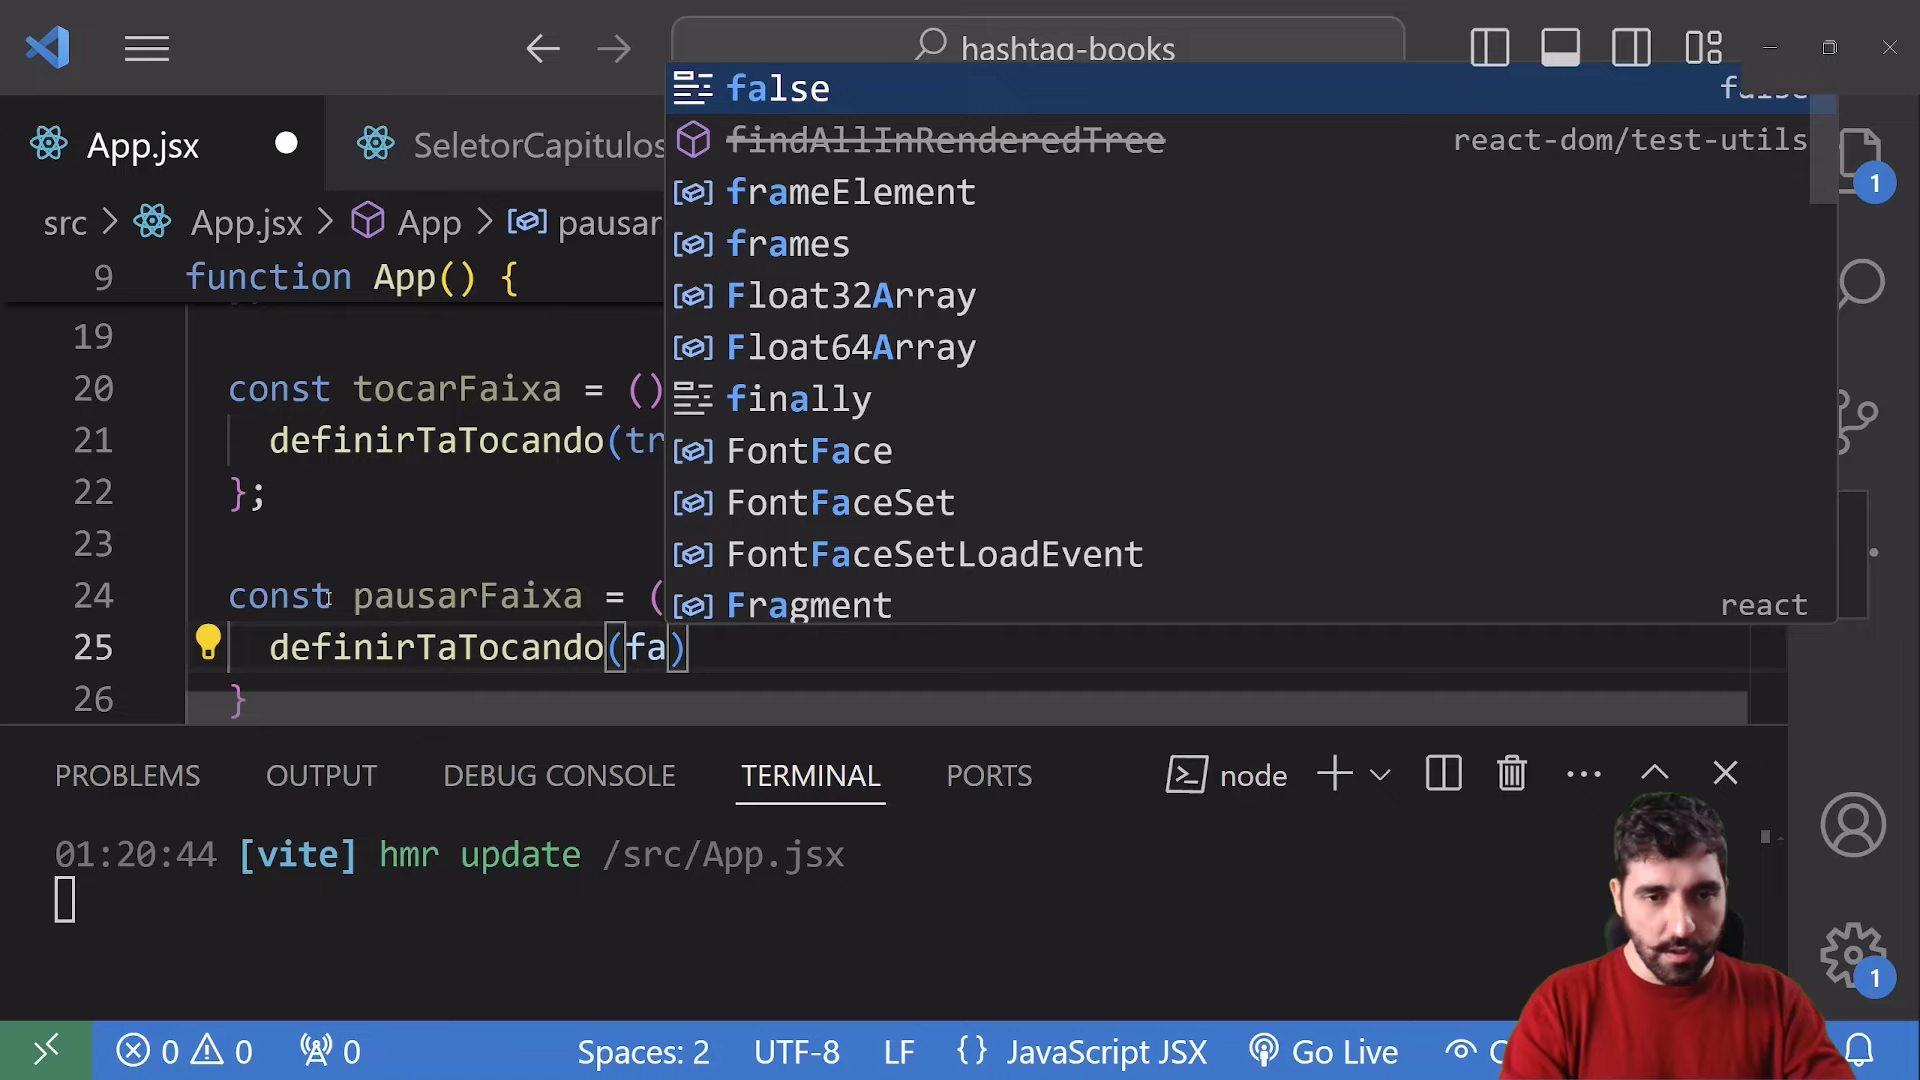 hashtag-books
App.jsx
SeletorCapitulos
src > App.jsx > App > pausar
9 function App() {
19
20 const tocarFaixa = ()
21 definirTaTocando(tr
22 };
23
24 const pausarFaixa = (
25 definirTaTocando(fa)
26 }
false false
findAllInRenderedTree react-dom/test-utils
frameElement
frames
Float32Array
Float64Array
finally
FontFace
FontFaceSet
FontFaceSetLoadEvent
Fragment react
1
PROBLEMS OUTPUT DEBUG CONSOLE TERMINAL PORTS node
01:20:44 [vite] hmr update /src/App.jsx
1
0 0 0 Spaces: 2 UTF-8 LF {} JavaScript JSX Go Live